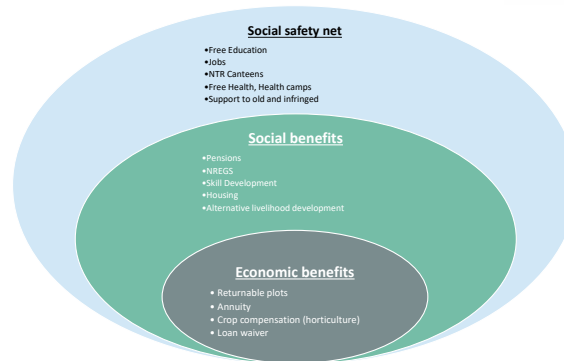 Social safety net
•Free Education
•Jobs
•NTR Canteens
•Free Health, Health camps
•Support to old and infringed
Social benefits
•Pensions
•NREGS
•Skill Development
•Housing
•Alternative livelihood development
Economic benefits
• Returnable plots
• Annuity
• Crop compensation (horticulture)
• Loan waiver